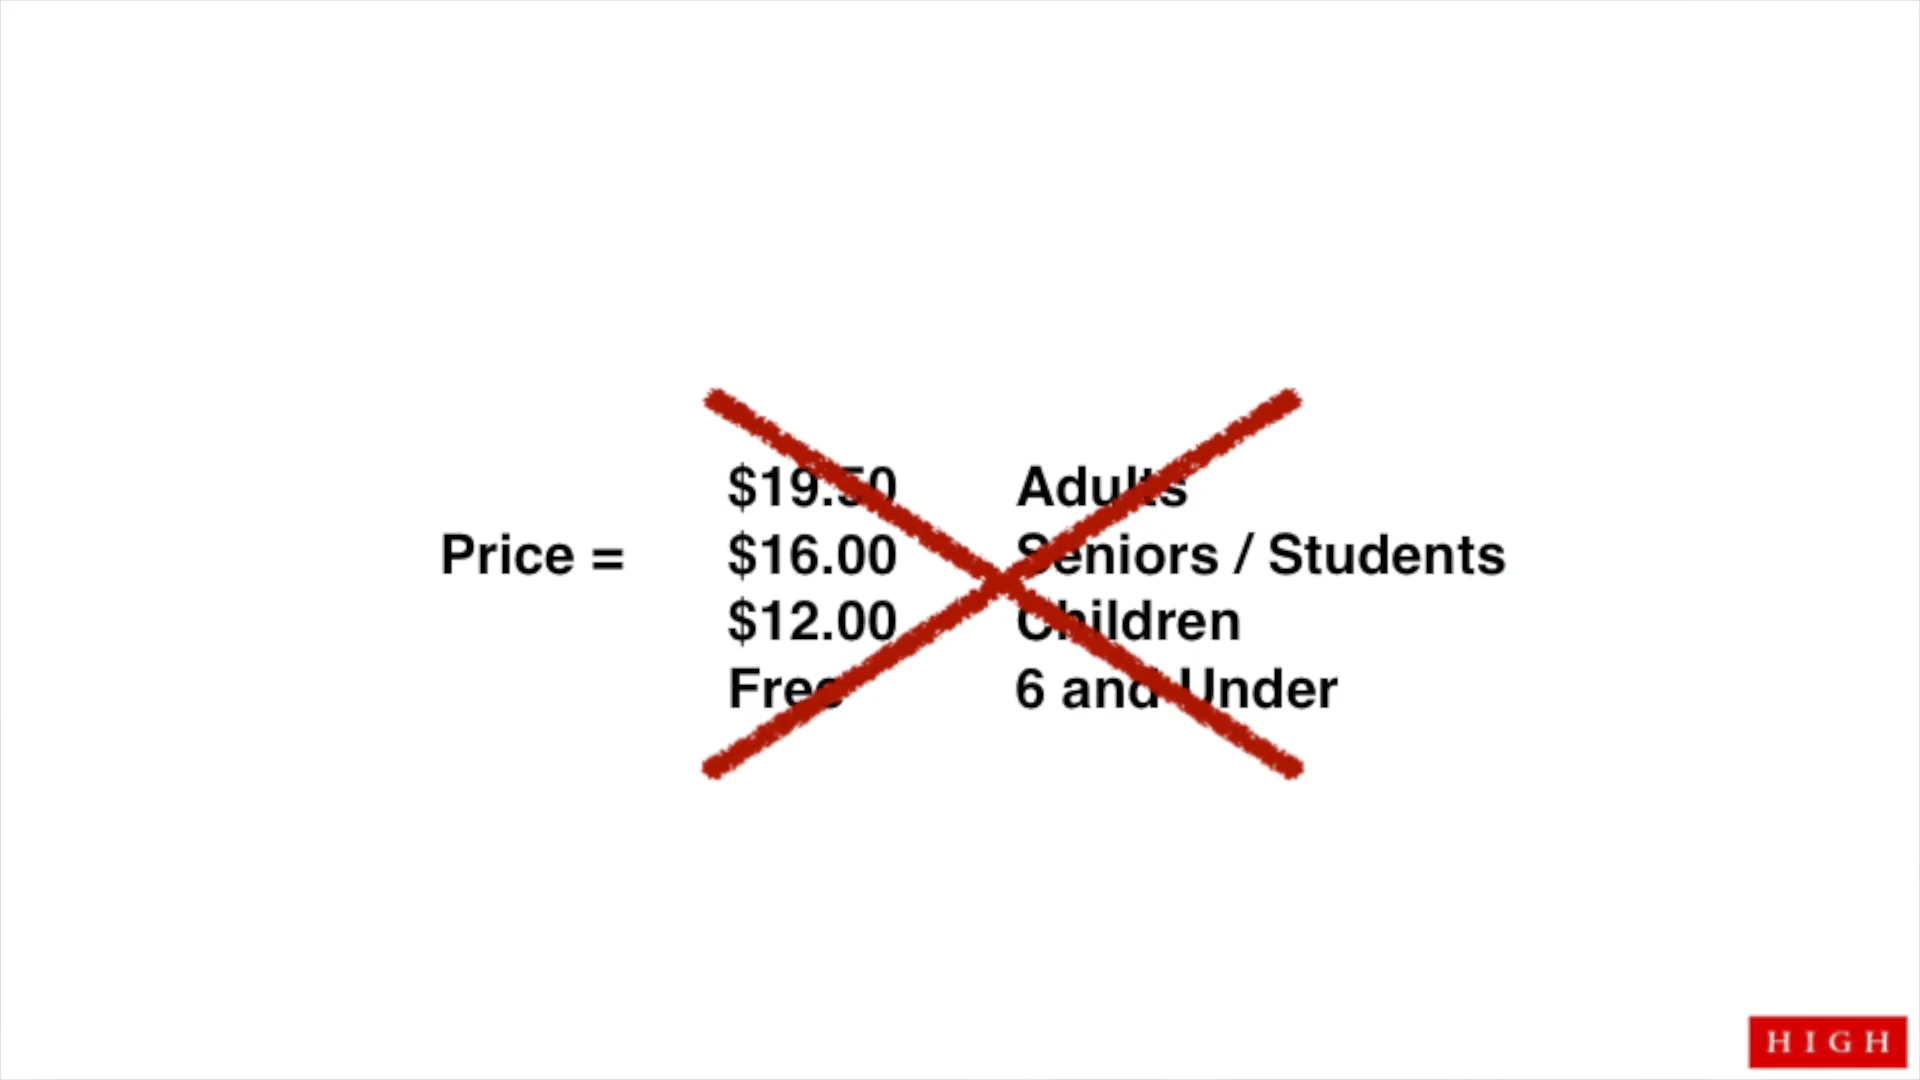 $19.50 Adults
Price = $16.00 Seniors / Students
$12.00 Children
Free 6 and Under
HIGH